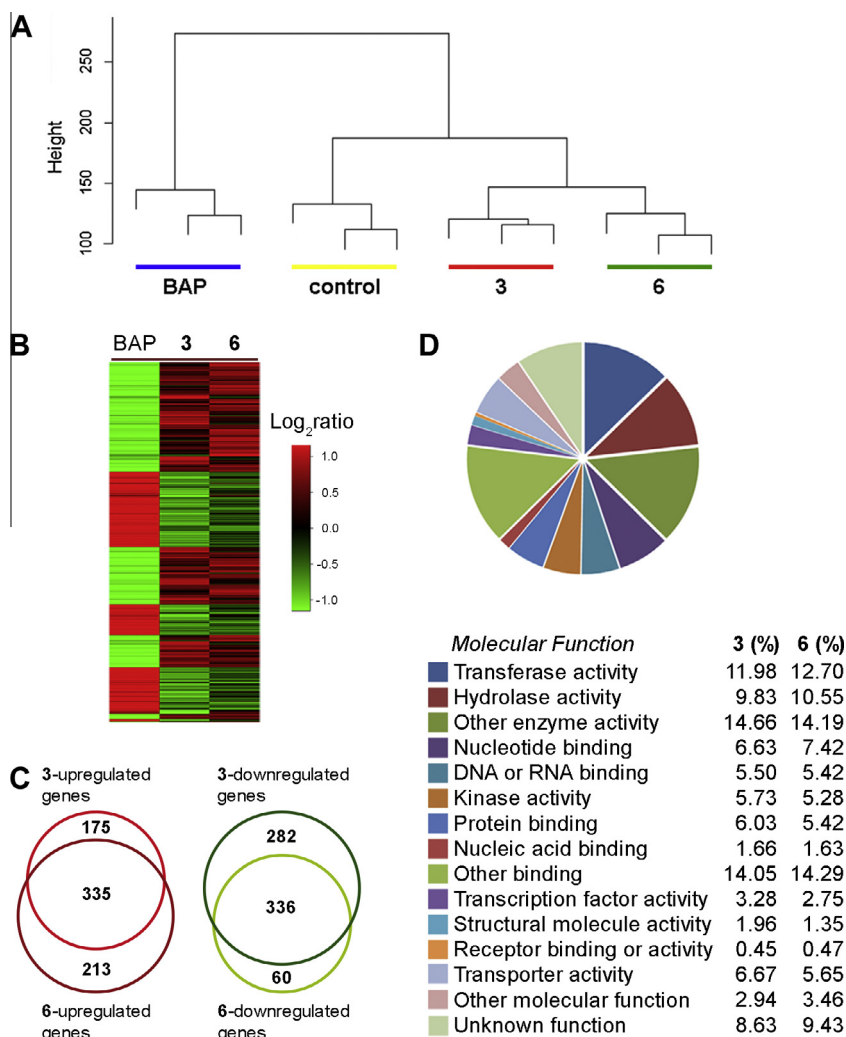 A
Height
250
200
150
100
BAP
control
3
6
B
BAP 3 6
Log2ratio
1.0
0.5
0.0
-0.5
-1.0
C
3-upregulated
genes
175
335
213
6-upregulated
genes
3-downregulated
genes
282
336
60
6-downregulated
genes
D
Molecular Function 3 (%) 6 (%)
Transferase activity 11.98 12.70
Hydrolase activity 9.83 10.55
Other enzyme activity 14.66 14.19
Nucleotide binding 6.63 7.42
DNA or RNA binding 5.50 5.42
Kinase activity 5.73 5.28
Protein binding 6.03 5.42
Nucleic acid binding 1.66 1.63
Other binding 14.05 14.29
Transcription factor activity 3.28 2.75
Structural molecule activity 1.96 1.35
Receptor binding or activity 0.45 0.47
Transporter activity 6.67 5.65
Other molecular function 2.94 3.46
Unknown function 8.63 9.43